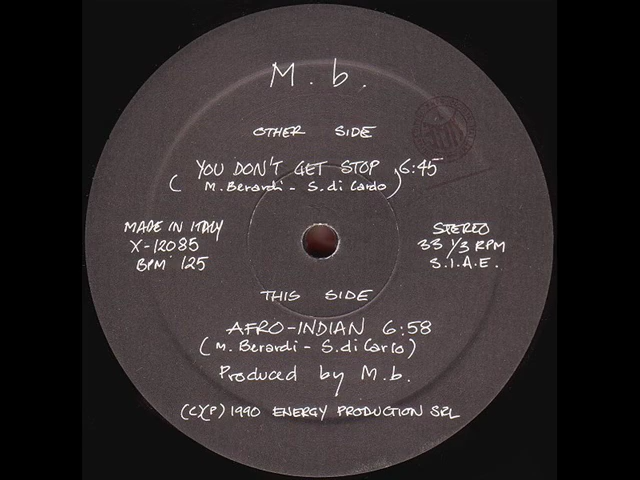 M.b.
OTHER SIDE
YOU DON'T GET STOP 6:45
( M. Berardi - S. di Carlo )
MADE IN ITALY
X-12085
BPM 125
STEREO
33 1/3 RPM
S.I.A.E.
THIS SIDE
AFRO-INDIAN 6:58
( M. Berardi - S. di Carlo )
Produced by M.b.
(C)(P) 1990 ENERGY PRODUCTION SRL